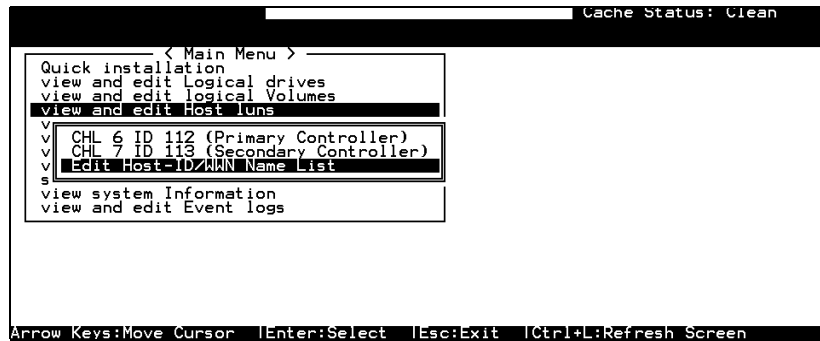 Cache Status: Clean
< Main Menu >
Quick installation
view and edit Logical drives
view and edit logical Volumes
view and edit Host luns
v
v CHL 6 ID 112 (Primary Controller)
v CHL 7 ID 113 (Secondary Controller)
v Edit Host-ID/WWN Name List
s
view system Information
view and edit Event logs
Arrow Keys:Move Cursor |Enter:Select |Esc:Exit |Ctrl+L:Refresh Screen